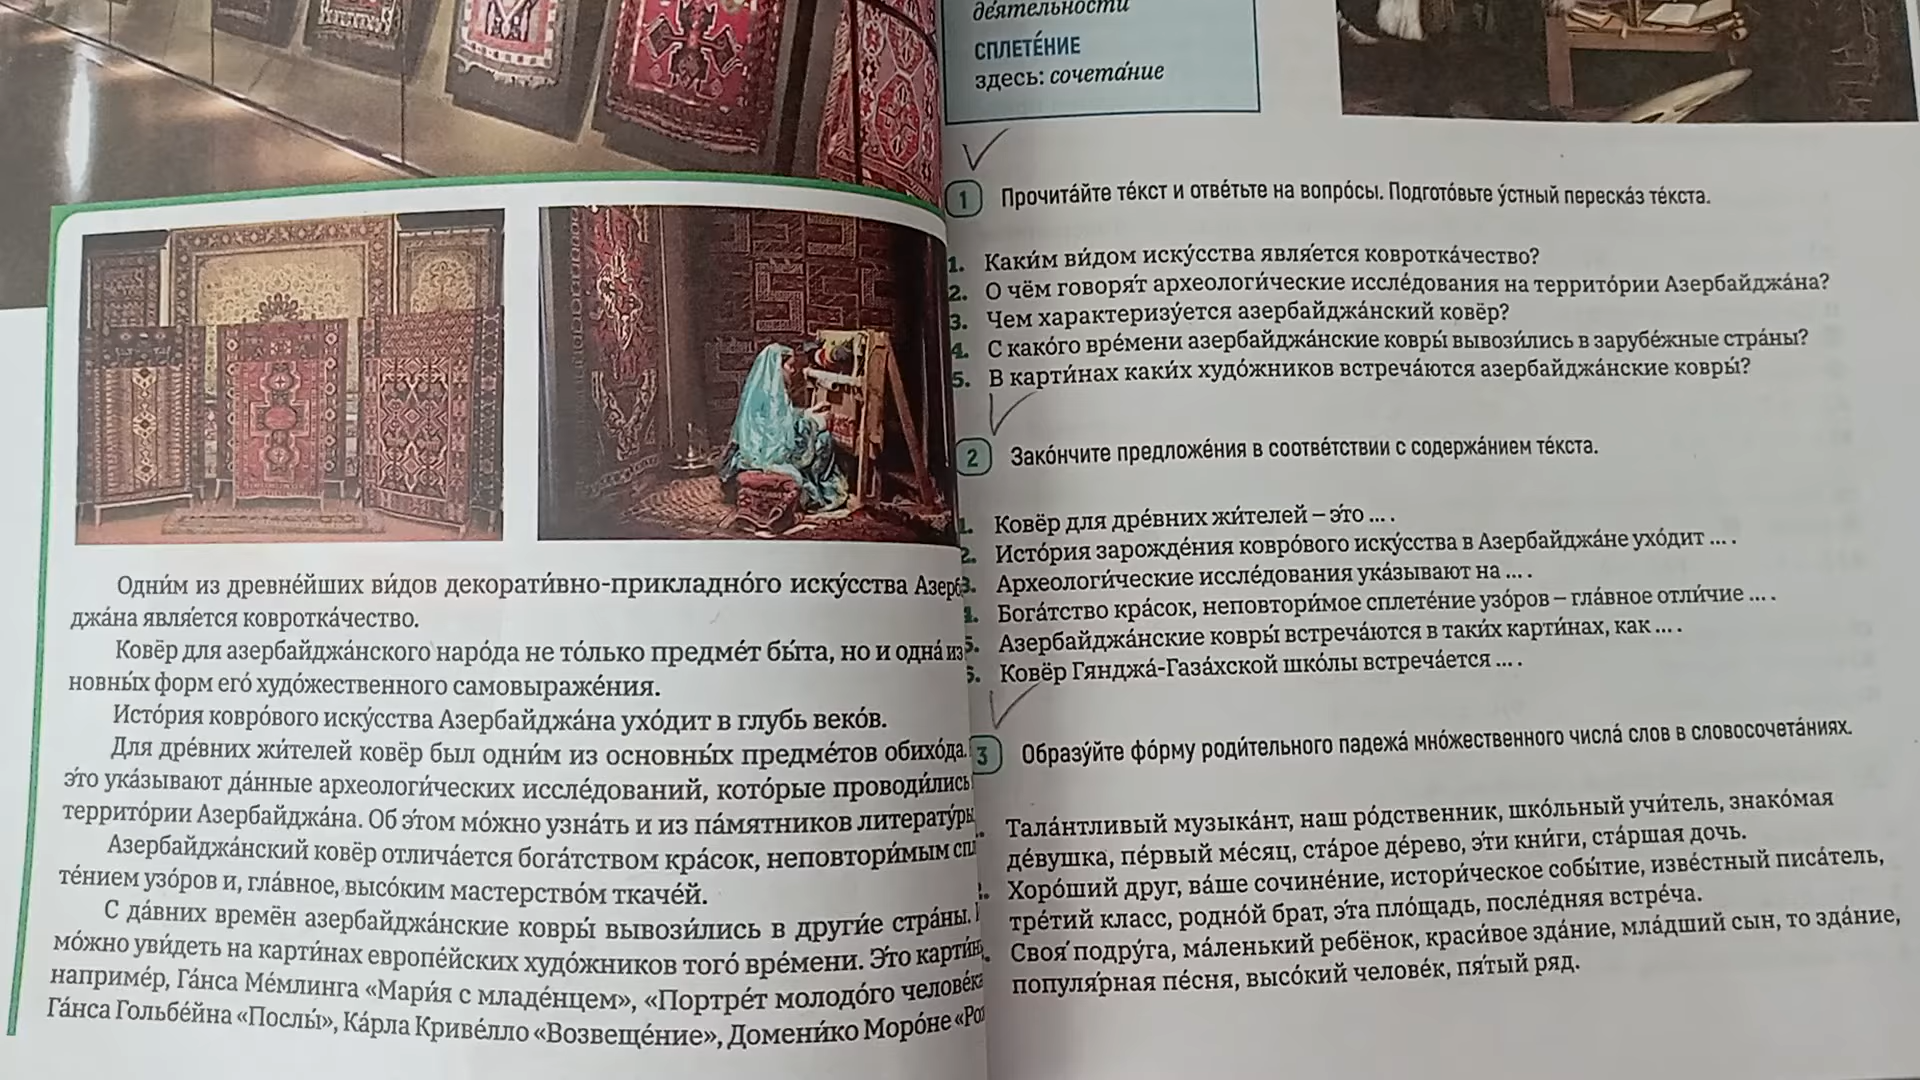 Одни́м из древне́йших ви́дов декорати́вно-прикладно́го иску́сства Азерб
джа́на явля́ется ковротка́чество.
Ковёр для азербайджа́нского наро́да не то́лько предме́т бы́та, но и одна́ из
новны́х форм его́ худо́жественного самовыраже́ния.
Исто́рия ковро́вого иску́сства Азербайджа́на ухо́дит в глубь веко́в.
Для дре́вних жи́телей ковёр был одни́м из основны́х предме́тов обихо́да.
э́то ука́зывают да́нные археологи́ческих иссле́дований, кото́рые проводи́лись
террито́рии Азербайджа́на. Об э́том мо́жно узна́ть и из па́мятников литерату́ры
Азербайджа́нский ковёр отлича́ется бога́тством кра́сок, неповтори́мым спл
те́нием узо́ров и, гла́вное, высо́ким мастерство́м ткаче́й.
С да́вних времён азербайджа́нские ковры́ вывози́лись в други́е стра́ны.
мо́жно уви́деть на карти́нах европе́йских худо́жников того́ вре́мени. Э́то карти́н
наприме́р, Га́нса Ме́млинга «Мари́я с младе́нцем», «Портре́т молодо́го челове́ка
Га́нса Гольбе́йна «Послы́», Ка́рла Криве́лло «Возвеще́ние», Домени́ко Моро́не
де́ятельности
СПЛЕТЕ́НИЕ
здесь: сочета́ние
1 Прочита́йте те́кст и отве́тьте на вопро́сы. Подгото́вьте у́стный переска́з те́кста.
1. Каки́м ви́дом иску́сства явля́ется ковротка́чество?
2. О чём говоря́т археологи́ческие иссле́дования на террито́рии Азербайджа́на?
3. Чем характеризу́ется азербайджа́нский ковёр?
4. С како́го вре́мени азербайджа́нские ковры́ вывози́лись в зарубе́жные стра́ны?
5. В карти́нах каки́х худо́жников встреча́ются азербайджа́нские ковры́?
2 Зако́нчите предложе́ния в соотве́тствии с содержа́нием те́кста.
1. Ковёр для дре́вних жи́телей – э́то ... .
2. Исто́рия зарожде́ния ковро́вого иску́сства в Азербайджа́не ухо́дит ... .
3. Археологи́ческие иссле́дования ука́зывают на ... .
4. Бога́тство кра́сок, неповтори́мое сплете́ние узо́ров – гла́вное отли́чие ... .
5. Азербайджа́нские ковры́ встреча́ются в таки́х карти́нах, как ... .
6. Ковёр Гянджа́-Газа́хской шко́лы встреча́ется ... .
3 Образу́йте фо́рму роди́тельного падежа́ мно́жественного числа́ слов в словосочета́ниях.
Тала́нтливый музыка́нт, наш ро́дственник, шко́льный учи́тель, знако́мая
де́вушка, пе́рвый ме́сяц, ста́рое де́рево, э́ти кни́ги, ста́ршая дочь.
Хоро́ший друг, ва́ше сочине́ние, истори́ческое собы́тие, изве́стный писа́тель,
тре́тий класс, родно́й брат, э́та пло́щадь, после́дняя встре́ча.
Своя́ подру́га, ма́ленький ребёнок, краси́вое зда́ние, мла́дший сын, то зда́ние,
популя́рная пе́сня, высо́кий челове́к, пя́тый ряд.